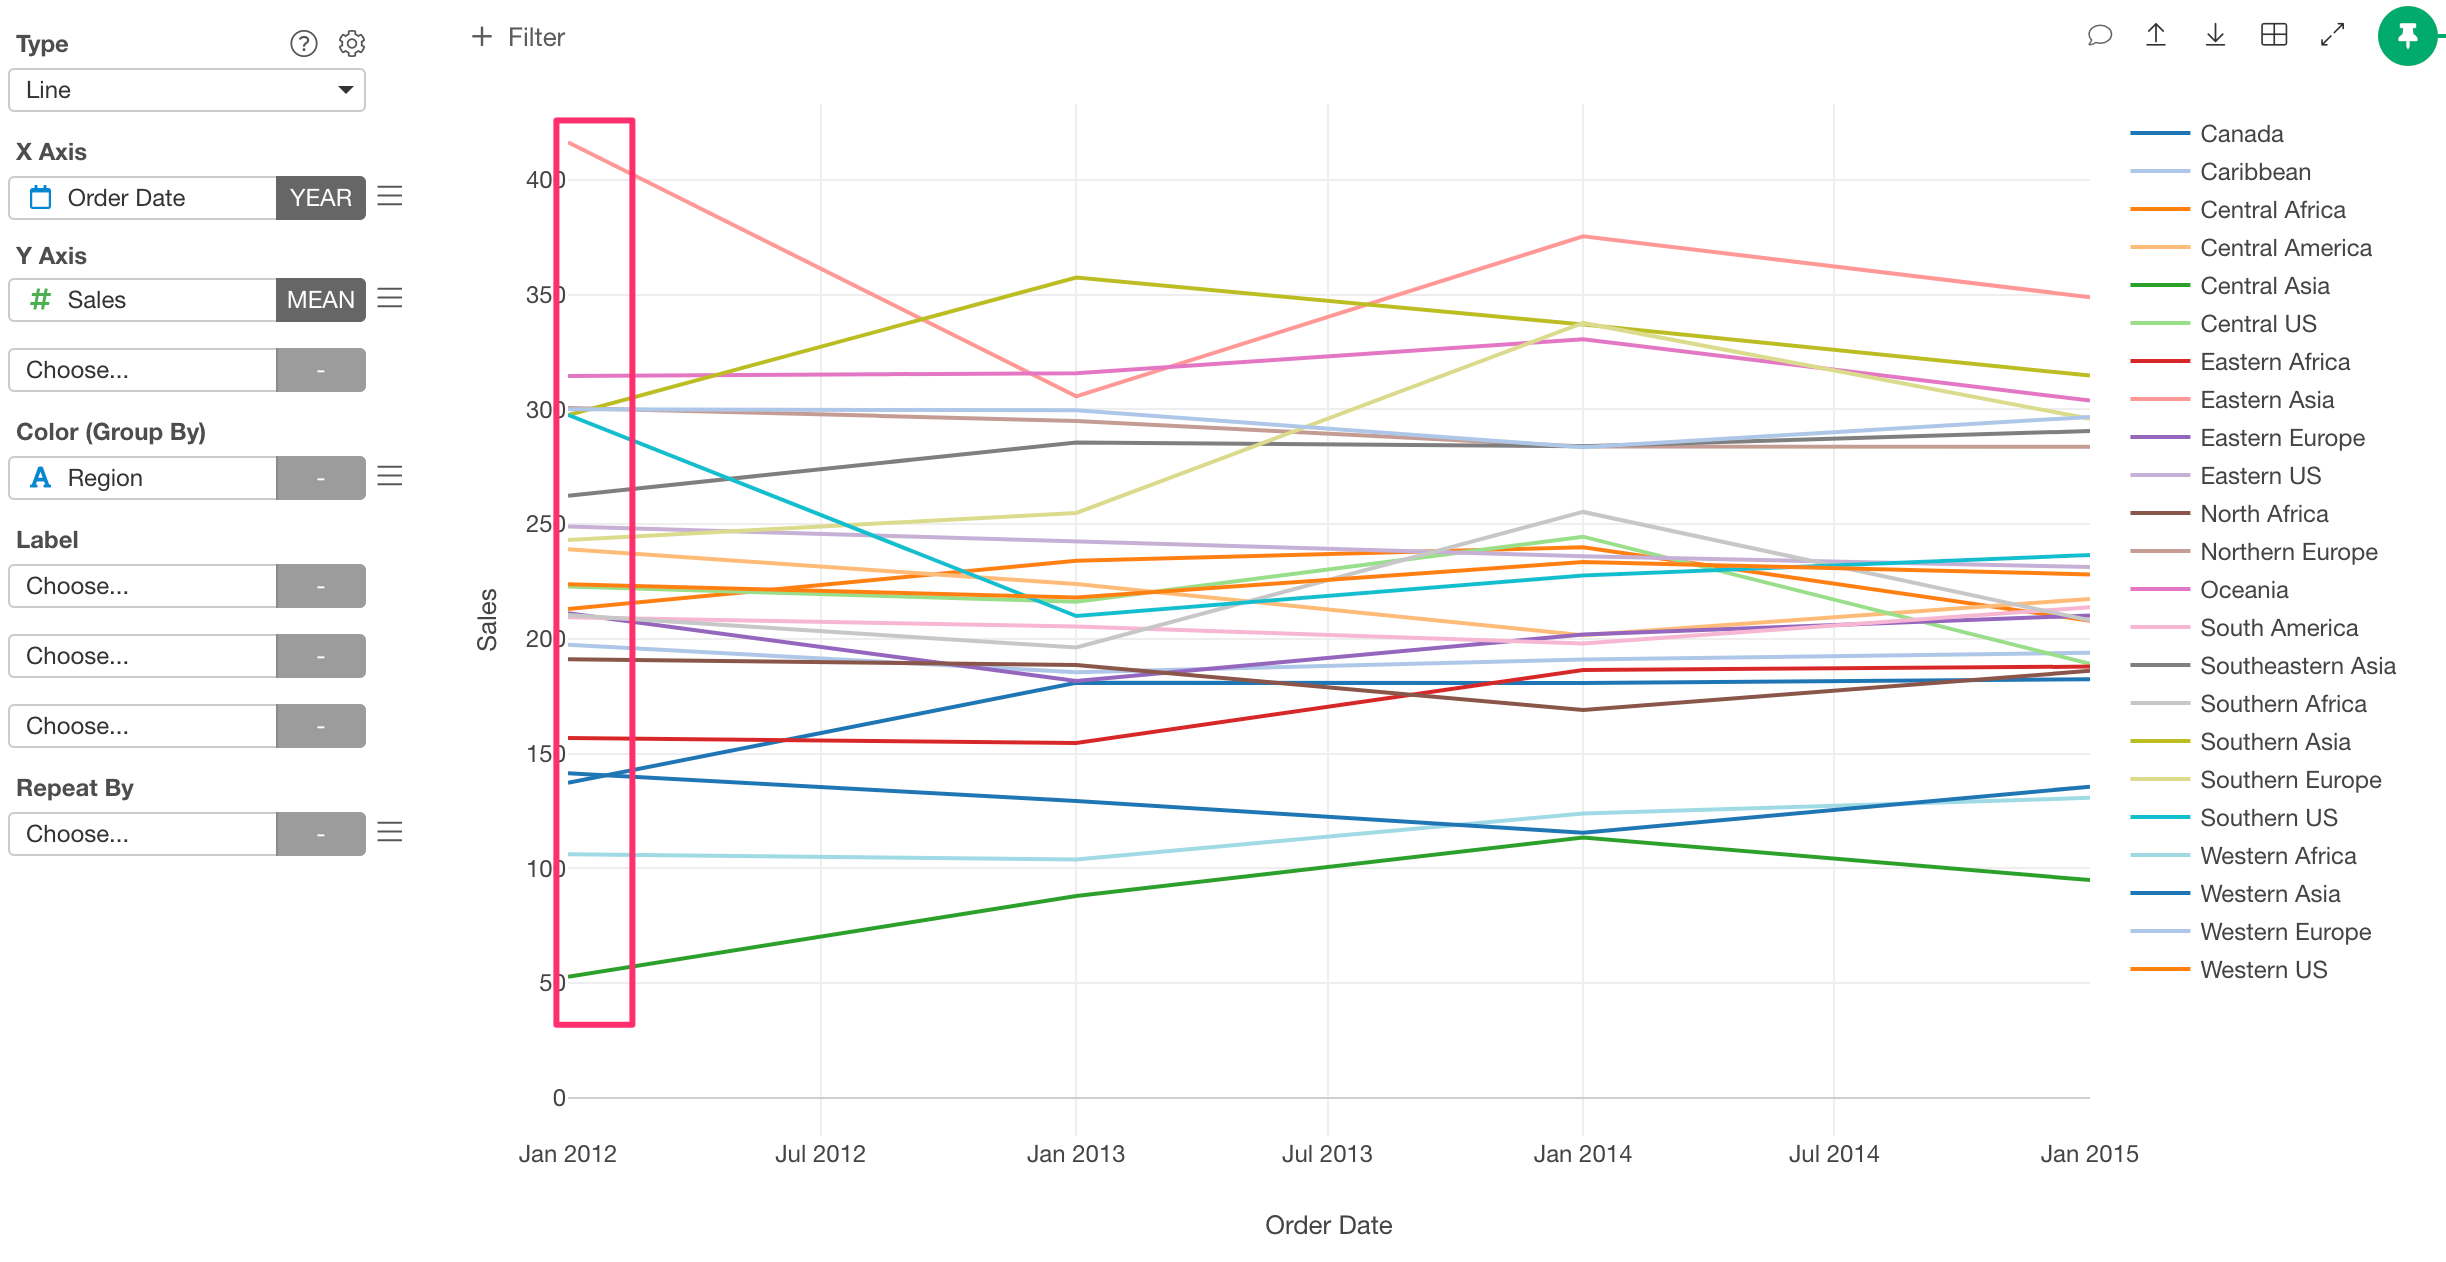 Type
Line
X Axis
Order Date YEAR
Y Axis
# Sales MEAN
Choose... -
Color (Group By)
A Region -
Label
Choose... -
Choose... -
Choose... -
Repeat By
Choose... -
+ Filter
Sales
400
350
300
250
200
150
100
50
0
Jan 2012 Jul 2012 Jan 2013 Jul 2013 Jan 2014 Jul 2014 Jan 2015
Order Date
Canada
Caribbean
Central Africa
Central America
Central Asia
Central US
Eastern Africa
Eastern Asia
Eastern Europe
Eastern US
North Africa
Northern Europe
Oceania
South America
Southeastern Asia
Southern Africa
Southern Asia
Southern Europe
Southern US
Western Africa
Western Asia
Western Europe
Western US